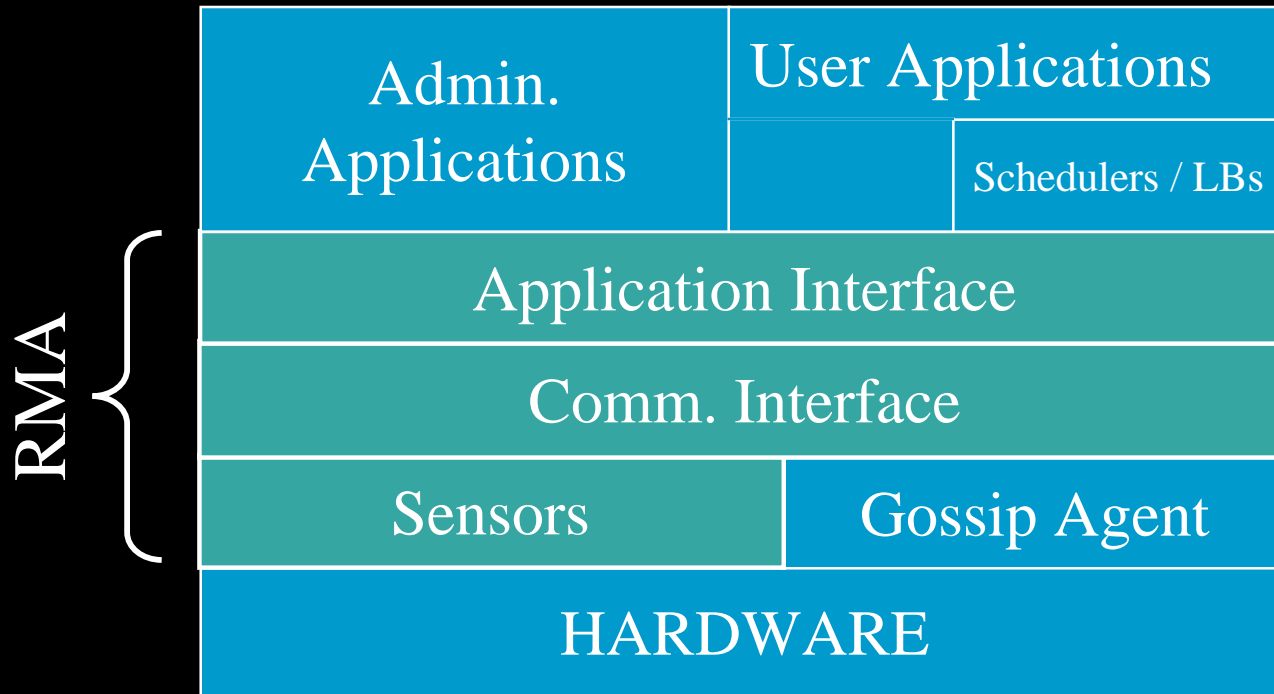 Admin.
Applications
User Applications
Schedulers / LBs
RMA
Application Interface
Comm. Interface
Sensors
Gossip Agent
HARDWARE